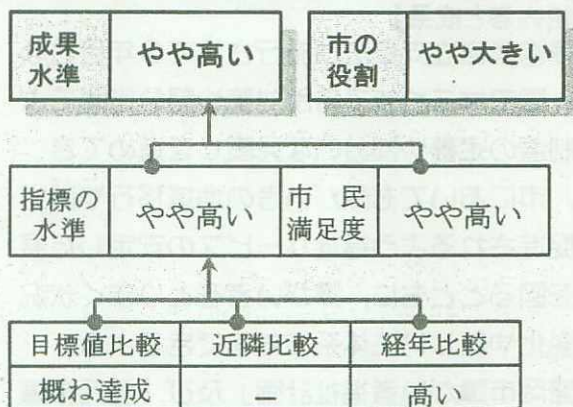 成果
水準
やや高い
市の
役割
やや大きい
指標の
水準
やや高い
市 民
満足度
やや高い
目標値比較 近隣比較 経年比較
概ね達成 － 高い